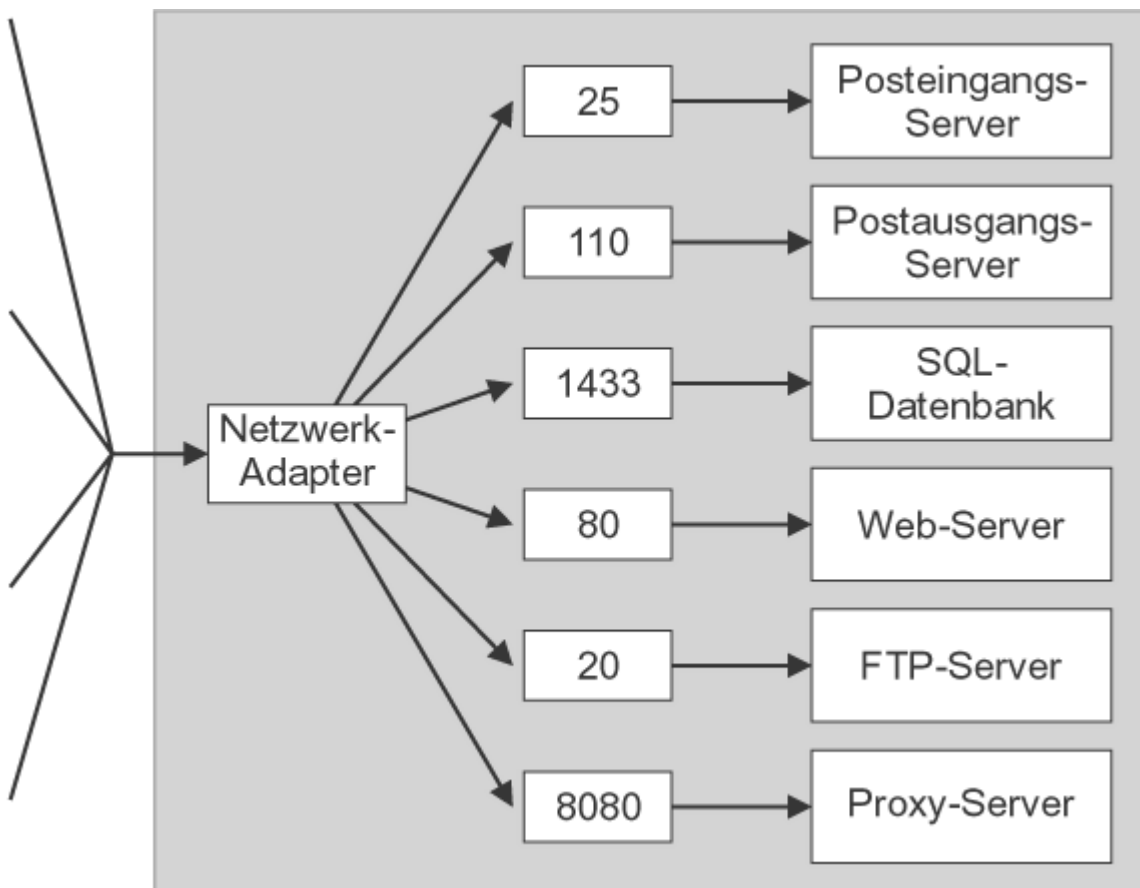 25
Posteingangs-
Server
110
Postausgangs-
Server
1433
SQL-
Datenbank
Netzwerk-
Adapter
80
Web-Server
20
FTP-Server
8080
Proxy-Server